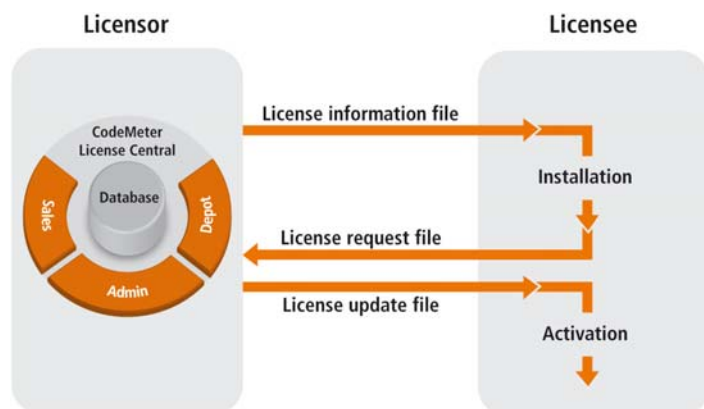 Licensor
Licensee
CodeMeter
License Central
Database
Sales
Depot
Admin
License information file
Installation
License request file
License update file
Activation